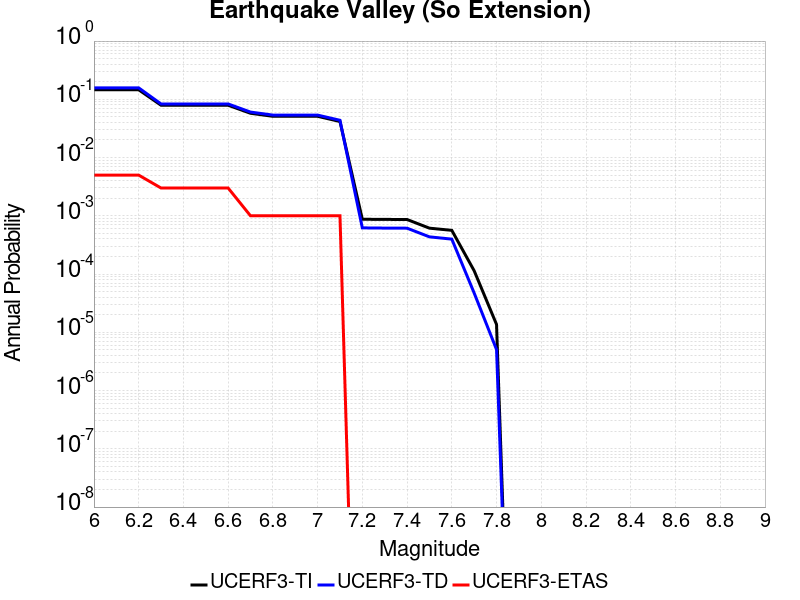 Earthquake Valley (So Extension)
10^0
10^-1
10^-2
10^-3
10^-4
10^-5
10^-6
10^-7
10^-8
Annual Probability
6 6.2 6.4 6.6 6.8 7 7.2 7.4 7.6 7.8 8 8.2 8.4 8.6 8.8 9
Magnitude
UCERF3-TI UCERF3-TD UCERF3-ETAS